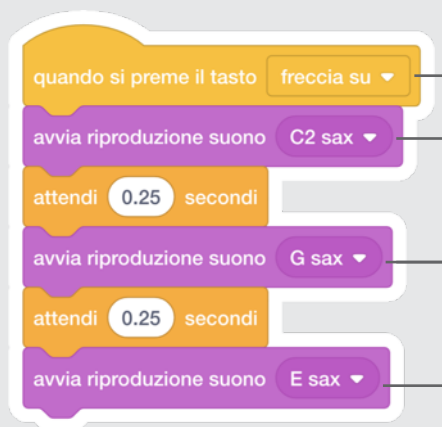 quando si preme il tasto freccia su
avvia riproduzione suono C2 sax
attendi 0.25 secondi
avvia riproduzione suono G sax
attendi 0.25 secondi
avvia riproduzione suono E sax